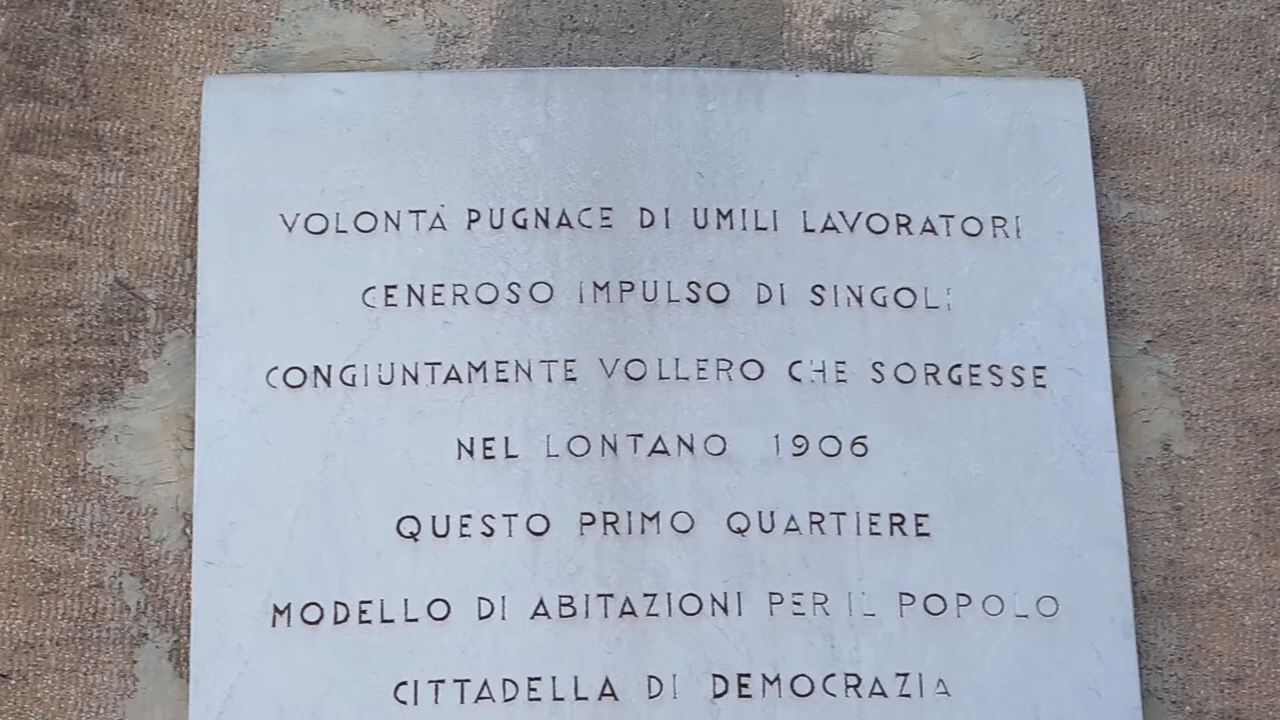 VOLONTÀ PUGNACE DI UMILI LAVORATORI
GENEROSO IMPULSO DI SINGOLI
CONGIUNTAMENTE VOLLERO CHE SORGESSE
NEL LONTANO 1906
QUESTO PRIMO QUARTIERE
MODELLO DI ABITAZIONI PER IL POPOLO
CITTADELLA DI DEMOCRAZIA